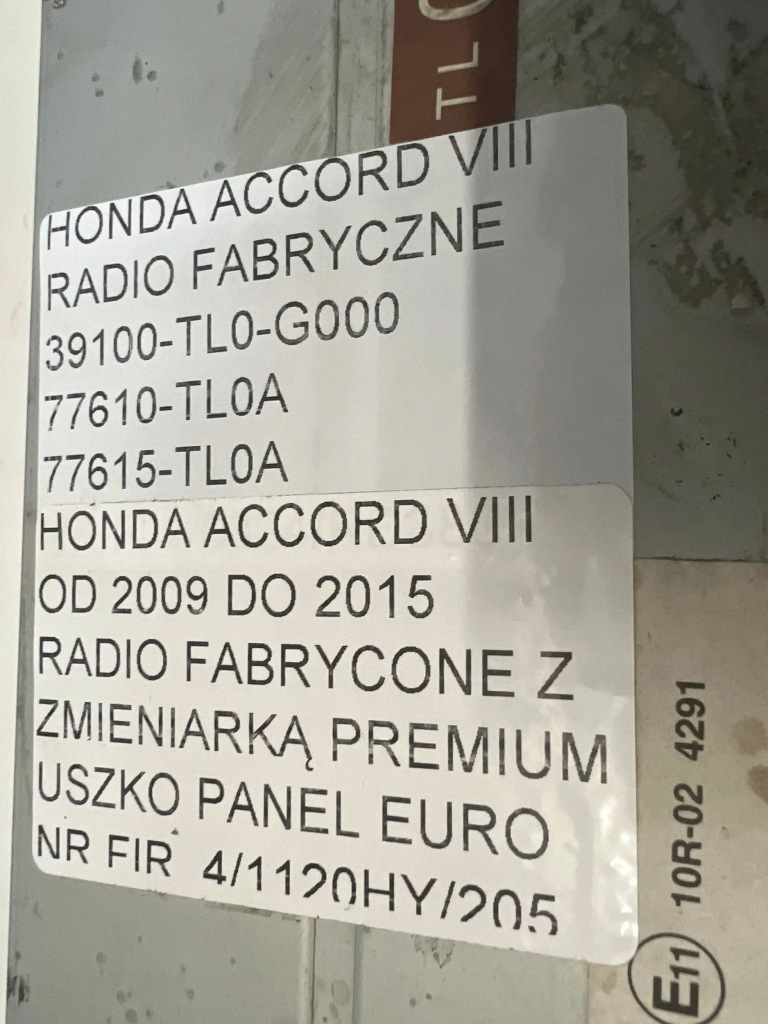 TL
HONDA ACCORD VIII
RADIO FABRYCZNE
39100-TL0-G000
77610-TL0A
77615-TL0A
HONDA ACCORD VIII
OD 2009 DO 2015
RADIO FABRYCONE Z
ZMIENIARKĄ PREMIUM
USZKO PANEL EURO
NR FIR 4/1120HY/205
E11 10R-02 4291